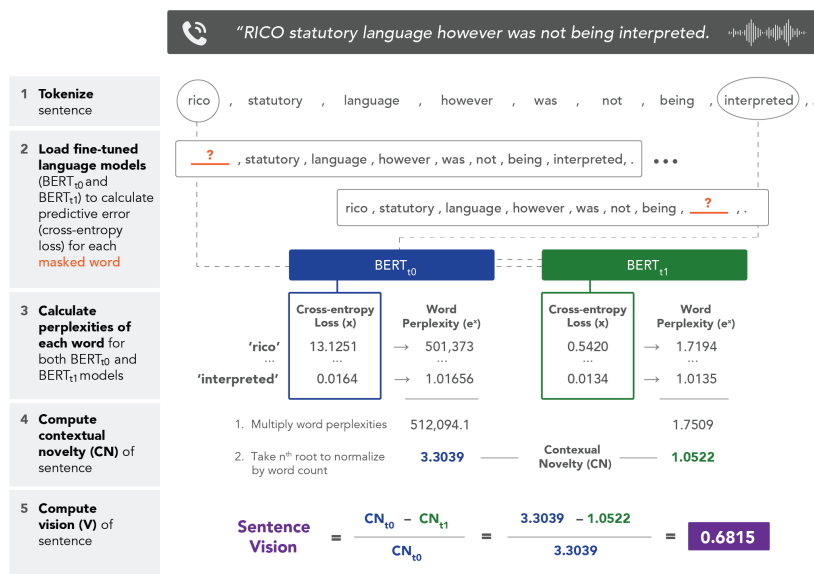 "RICO statutory language however was not being interpreted.
1 Tokenize
sentence
rico , statutory , language , however , was , not , being , interpreted , .
2 Load fine-tuned
language models
(BERTt0 and
BERTt1) to calculate
predictive error
(cross-entropy
loss) for each
masked word
? , statutory , language , however , was , not , being , interpreted, . •••
rico , statutory , language , however , was , not , being , ? , .
BERTt0 BERTt1
3 Calculate
perplexities of
each word for
both BERTt0 and
BERTt1 models
Cross-entropy Word Cross-entropy Word
Loss (x) Perplexity (eˣ) Loss (x) Perplexity (eˣ)
'rico' 13.1251 → 501,373 0.5420 → 1.7194
... ... ... ... ...
'interpreted' 0.0164 → 1.01656 0.0134 → 1.0135
4 Compute
contextual
novelty (CN) of
sentence
1. Multiply word perplexities 512,094.1 1.7509
2. Take nᵗʰ root to normalize
by word count
3.3039 Contexual 1.0522
Novelty (CN)
5 Compute
vision (V) of
sentence
Sentence
Vision
= CNt0 – CNt1 = 3.3039 – 1.0522 = 0.6815
CNt0 3.3039